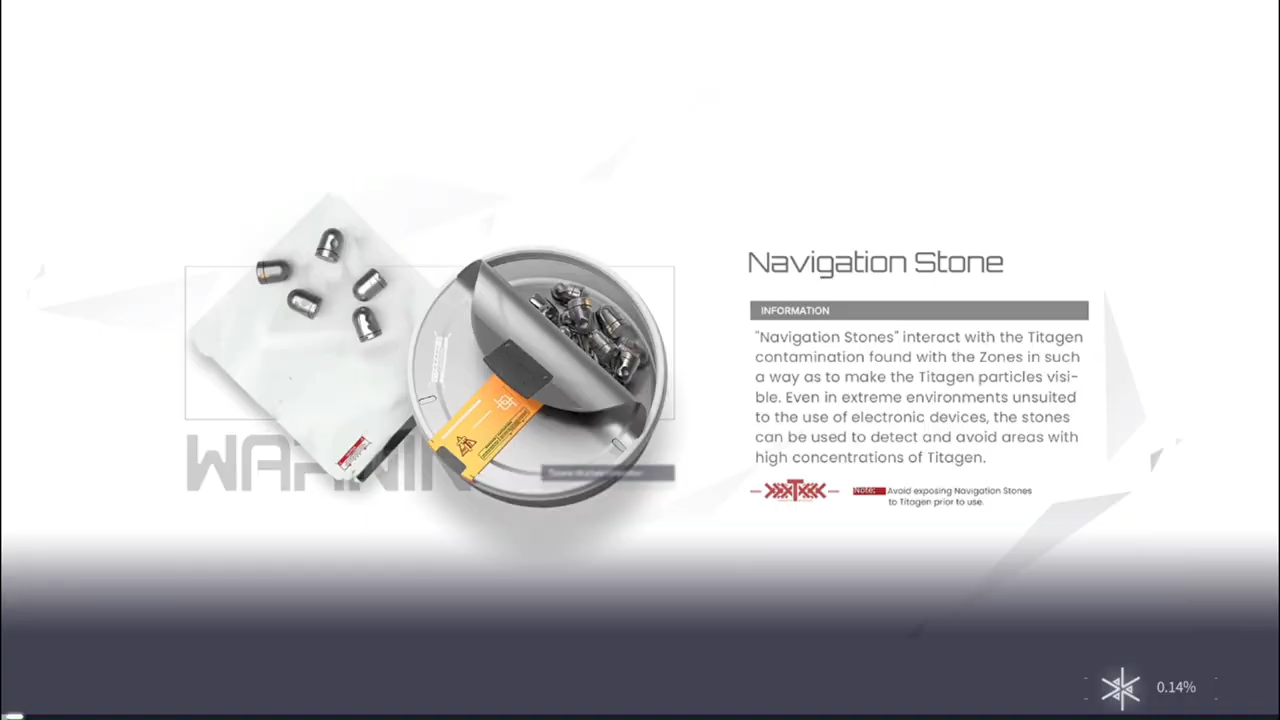 Navigation Stone
INFORMATION
"Navigation Stones" interact with the Titagen
contamination found with the Zones in such
a way as to make the Titagen particles visi-
ble. Even in extreme environments unsuited
to the use of electronic devices, the stones
can be used to detect and avoid areas with
high concentrations of Titagen.
Note: Avoid exposing Navigation Stones
to Titagen prior to use.
0.14%